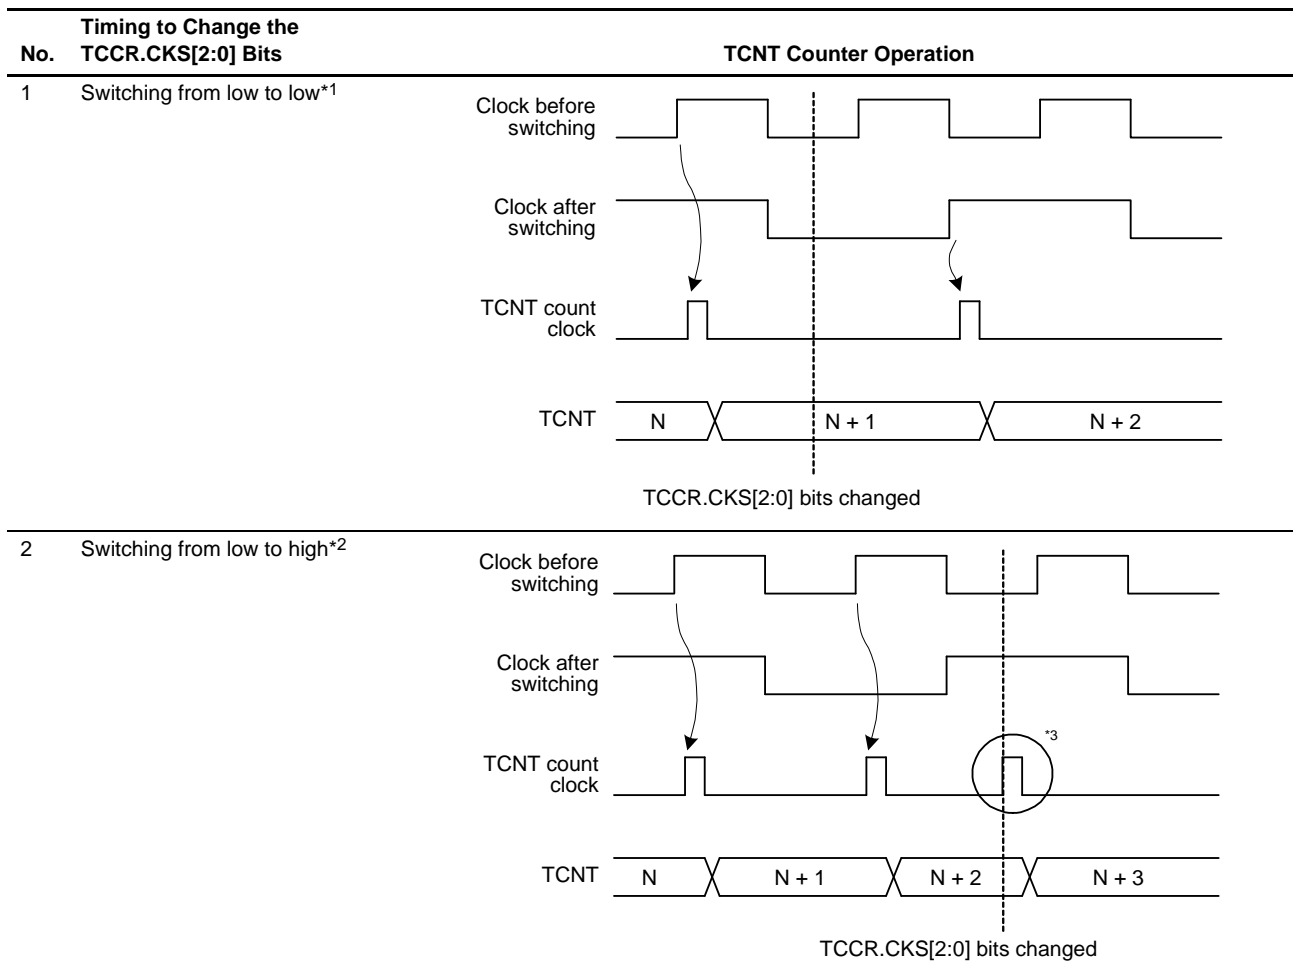 No.
Timing to Change the
TCCR.CKS[2:0] Bits
TCNT Counter Operation
1
Switching from low to low*1
Clock before
switching
Clock after
switching
TCNT count
clock
TCNT
N
N + 1
N + 2
TCCR.CKS[2:0] bits changed
2
Switching from low to high*2
Clock before
switching
Clock after
switching
*3
TCNT count
clock
TCNT
N
N + 1
N + 2
N + 3
TCCR.CKS[2:0] bits changed